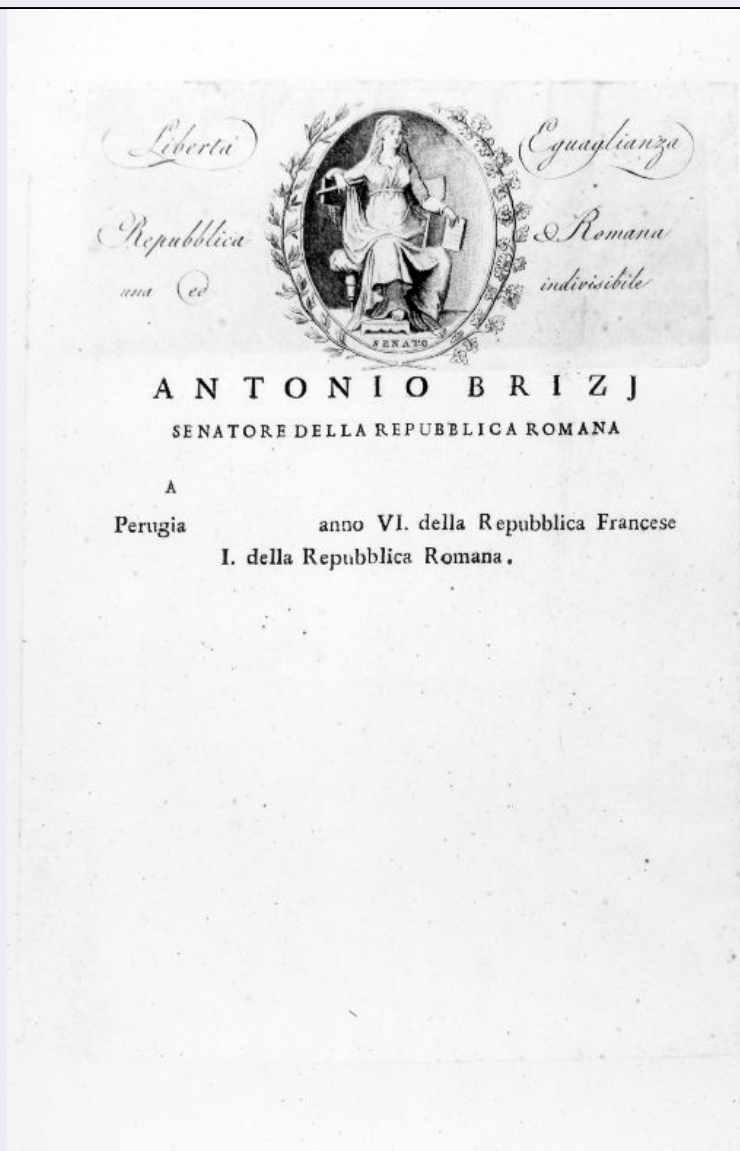 Libertà Eguaglianza
Repubblica Romana
una ed indivisibile
SENATO
ANTONIO BRIZJ
SENATORE DELLA REPUBBLICA ROMANA
A
Perugia anno VI. della Repubblica Francese
I. della Repubblica Romana.